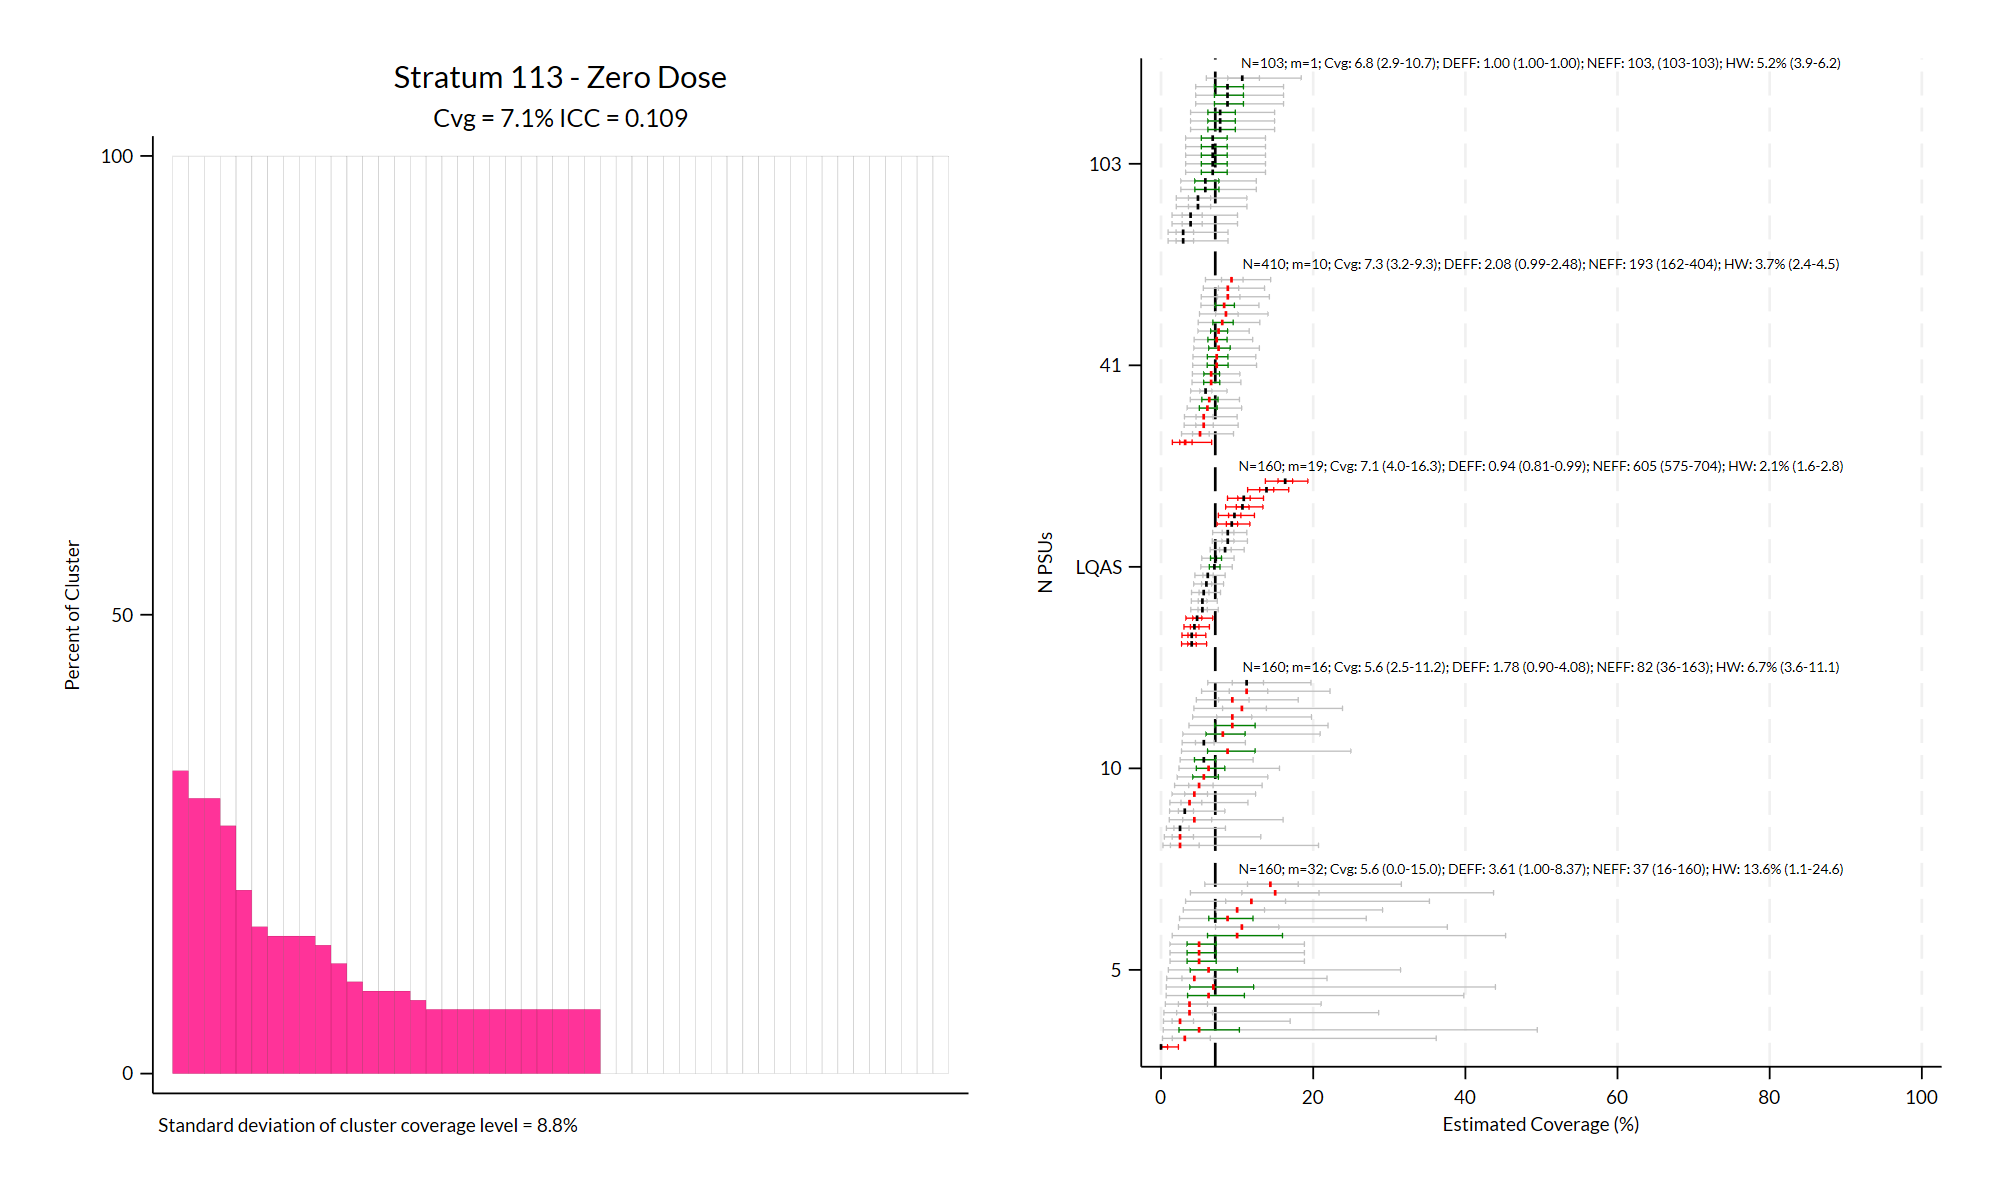 Stratum 113 - Zero Dose
Cvg = 7.1% ICC = 0.109
100
50
0
Percent of Cluster
Standard deviation of cluster coverage level = 8.8%
N=103; m=1; Cvg: 6.8 (2.9-10.7); DEFF: 1.00 (1.00-1.00); NEFF: 103, (103-103); HW: 5.2% (3.9-6.2)
103
N=410; m=10; Cvg: 7.3 (3.2-9.3); DEFF: 2.08 (0.99-2.48); NEFF: 193 (162-404); HW: 3.7% (2.4-4.5)
41
N=160; m=19; Cvg: 7.1 (4.0-16.3); DEFF: 0.94 (0.81-0.99); NEFF: 605 (575-704); HW: 2.1% (1.6-2.8)
LQAS
N=160; m=16; Cvg: 5.6 (2.5-11.2); DEFF: 1.78 (0.90-4.08); NEFF: 82 (36-163); HW: 6.7% (3.6-11.1)
10
N=160; m=32; Cvg: 5.6 (0.0-15.0); DEFF: 3.61 (1.00-8.37); NEFF: 37 (16-160); HW: 13.6% (1.1-24.6)
5
N PSUs
0 20 40 60 80 100
Estimated Coverage (%)